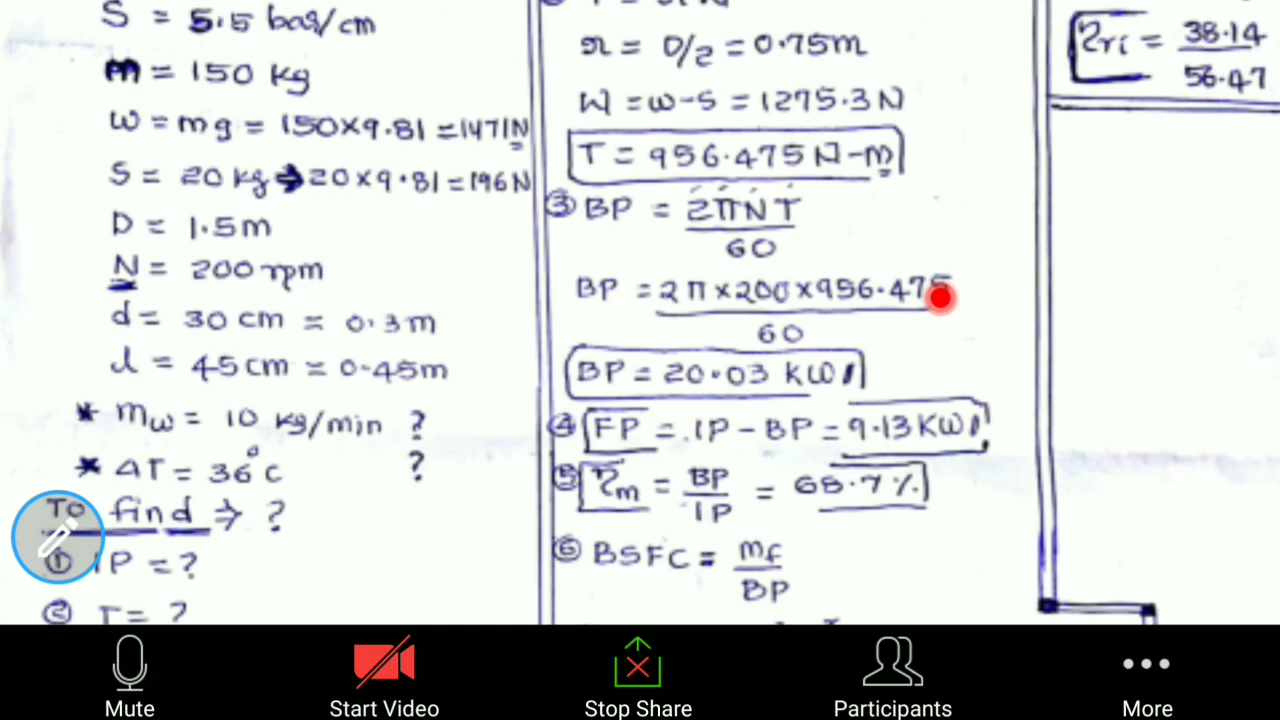 S = 5.5 bar/cm
m = 150 kg
W = mg = 150×9.81 = 1471N
S = 20 kg → 20×9.81 = 196N
D = 1.5m
N = 200 rpm
d = 30 cm = 0.3m
l = 45 cm = 0.45m
* mw = 10 kg/min ?
* ΔT = 36°C ?
To find ⇒ ?
① IP = ?
② T = ?
r = D/2 = 0.75m
W = w-s = 1275.3N
T = 956.475 N-m
③ BP = 2πNT
60
BP = 2π×200×956.475
60
BP = 20.03 KW
④ FP = IP - BP = 9.13 KW
⑤ ηm = BP = 68.7%
IP
⑥ BSFC = mf
BP
ηri = 38.14
56.47
Mute
Start Video
Stop Share
Participants
More